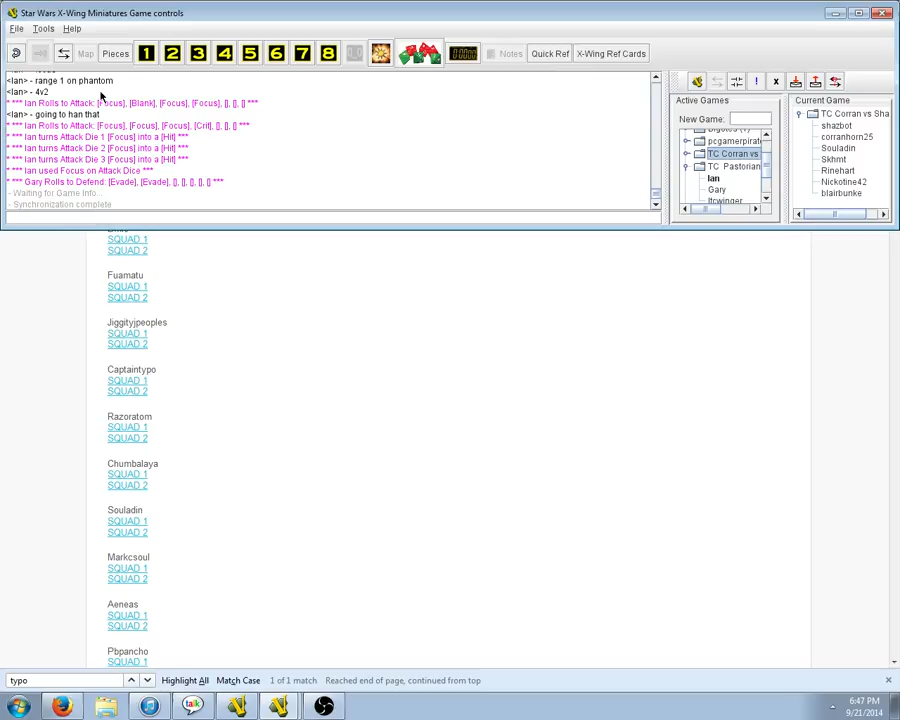 Star Wars X-Wing Miniatures Game controls
File Tools Help
Map Pieces 1 2 3 4 5 6 7 8 Notes Quick Ref X-Wing Ref Cards
<Ian> - range 1 on phantom
<Ian> - 4v2
* *** Ian Rolls to Attack: [Focus], [Blank], [Focus], [Focus], [], [], [] ***
<Ian> - going to han that
* *** Ian Rolls to Attack: [Focus], [Focus], [Focus], [Crit], [], [], [] ***
* *** Ian turns Attack Die 1 [Focus] into a [Hit] ***
* *** Ian turns Attack Die 2 [Focus] into a [Hit] ***
* *** Ian turns Attack Die 3 [Focus] into a [Hit] ***
* *** Ian used Focus on Attack Dice ***
* *** Gary Rolls to Defend: [Evade], [Evade], [], [], [], [], [] ***
- Waiting for Game Info...
- Synchronization complete
Active Games
New Game:
pcgamerpirate
TC Corran vs
TC Pastorian
Ian
Gary
ltcwinger
Current Game
TC Corran vs Sha
shazbot
corranhorn25
Souladin
Skhmt
Rinehart
Nickotine42
blairbunke
SQUAD 1
SQUAD 2
Fuamatu
SQUAD 1
SQUAD 2
Jiggityjpeoples
SQUAD 1
SQUAD 2
Captaintypo
SQUAD 1
SQUAD 2
Razoratom
SQUAD 1
SQUAD 2
Chumbalaya
SQUAD 1
SQUAD 2
Souladin
SQUAD 1
SQUAD 2
Markcsoul
SQUAD 1
SQUAD 2
Aeneas
SQUAD 1
SQUAD 2
Pbpancho
SQUAD 1
typo Highlight All Match Case 1 of 1 match Reached end of page, continued from top
talk
6:47 PM
9/21/2014